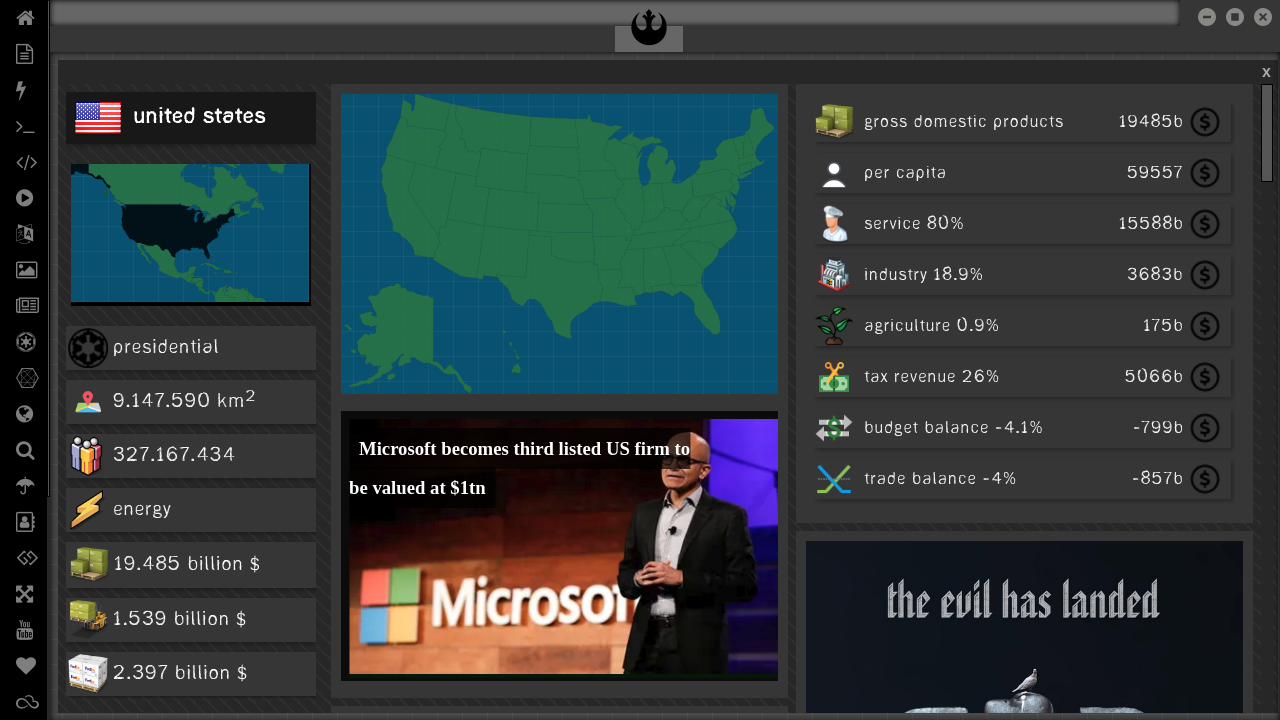 x
united states
presidential
9.147.590 km²
327.167.434
energy
19.485 billion $
1.539 billion $
2.397 billion $
Microsoft becomes third listed US firm to
be valued at $1tn
Microsof
gross domestic products 19485b
per capita 59557
service 80% 15588b
industry 18.9% 3683b
agriculture 0.9% 175b
tax revenue 26% 5066b
budget balance -4.1% -799b
trade balance -4% -857b
the evil has landed
You
Tube